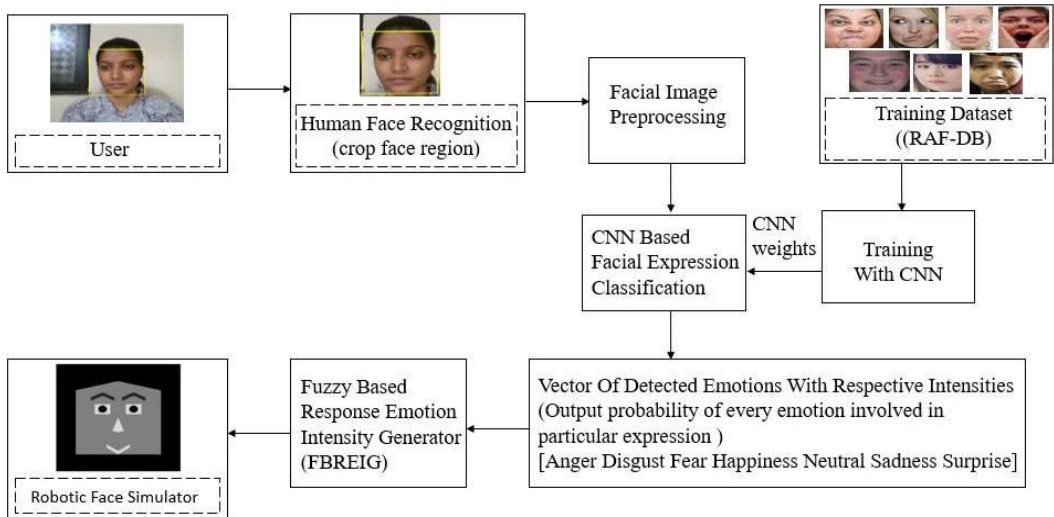 User
Human Face Recognition
(crop face region)
Facial Image
Preprocessing
Training Dataset
((RAF-DB)
CNN Based
Facial Expression
Classification
CNN
weights
Training
With CNN
Robotic Face Simulator
Fuzzy Based
Response Emotion
Intensity Generator
(FBREIG)
Vector Of Detected Emotions With Respective Intensities
(Output probability of every emotion involved in
particular expression )
[Anger Disgust Fear Happiness Neutral Sadness Surprise]